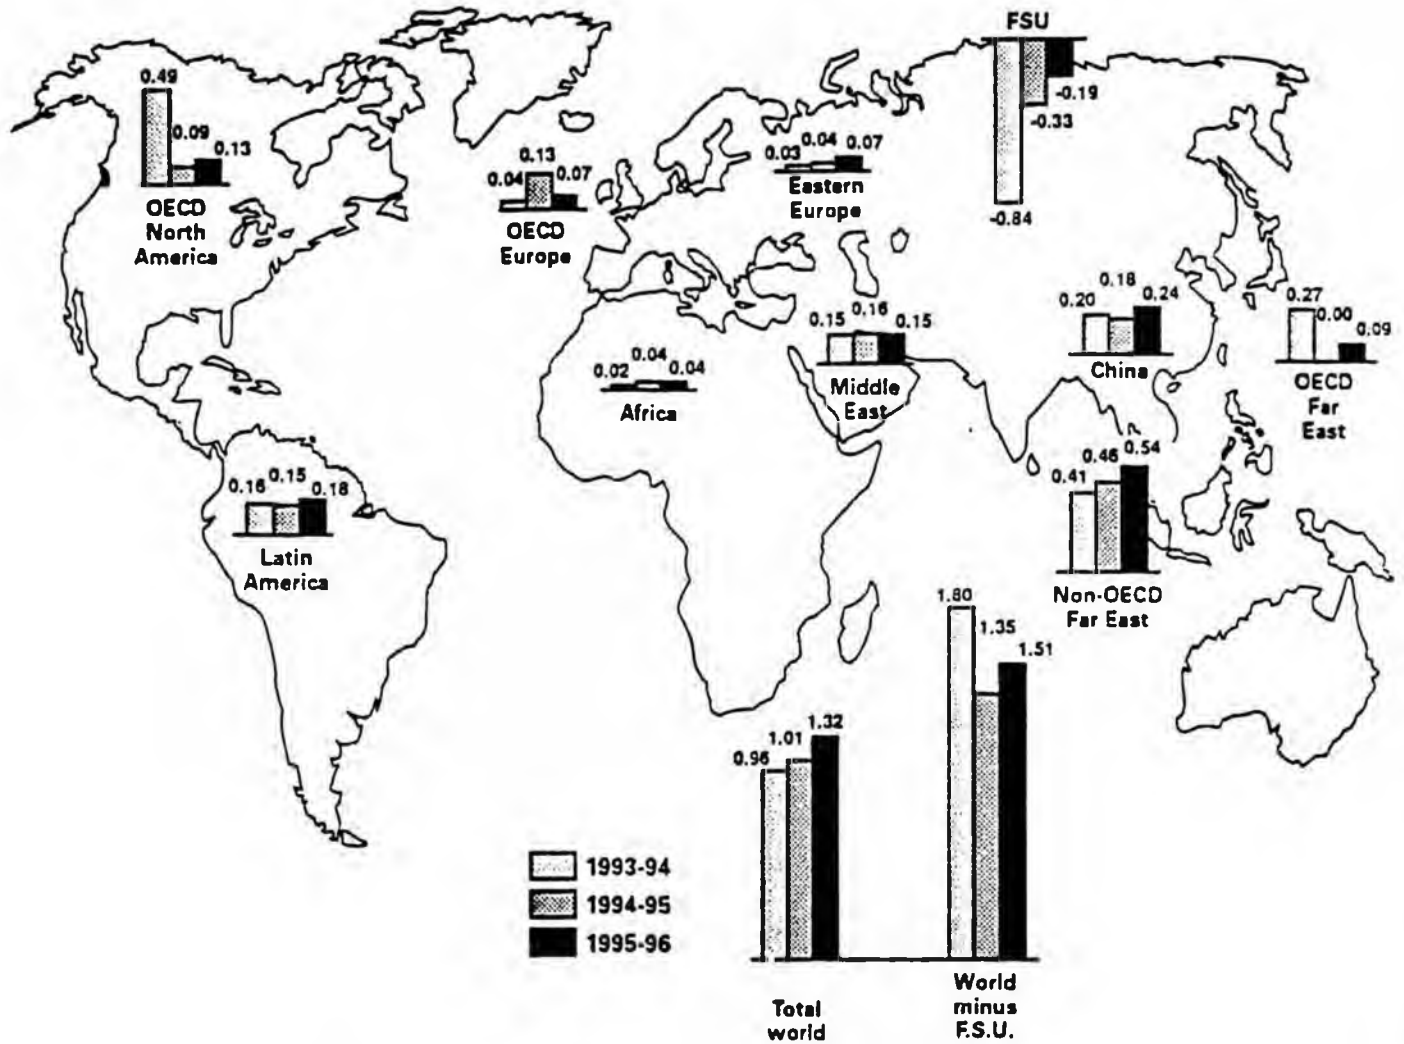 FSU
-0.19
-0.33
-0.84
0.49
0.09
0.13
OECD
North
America
0.04
0.13
0.07
OECD
Europe
0.03
0.04
0.07
Eastern
Europe
0.20
0.18
0.24
China
0.27
0.00
0.09
OECD
Far
East
0.15
0.16
0.15
Middle
East
0.02
0.04
0.04
Africa
0.16
0.15
0.18
Latin
America
0.41
0.46
0.54
Non-OECD
Far East
0.96
1.01
1.32
Total
world
1.80
1.35
1.51
World
minus
F.S.U.
1993-94
1994-95
1995-96